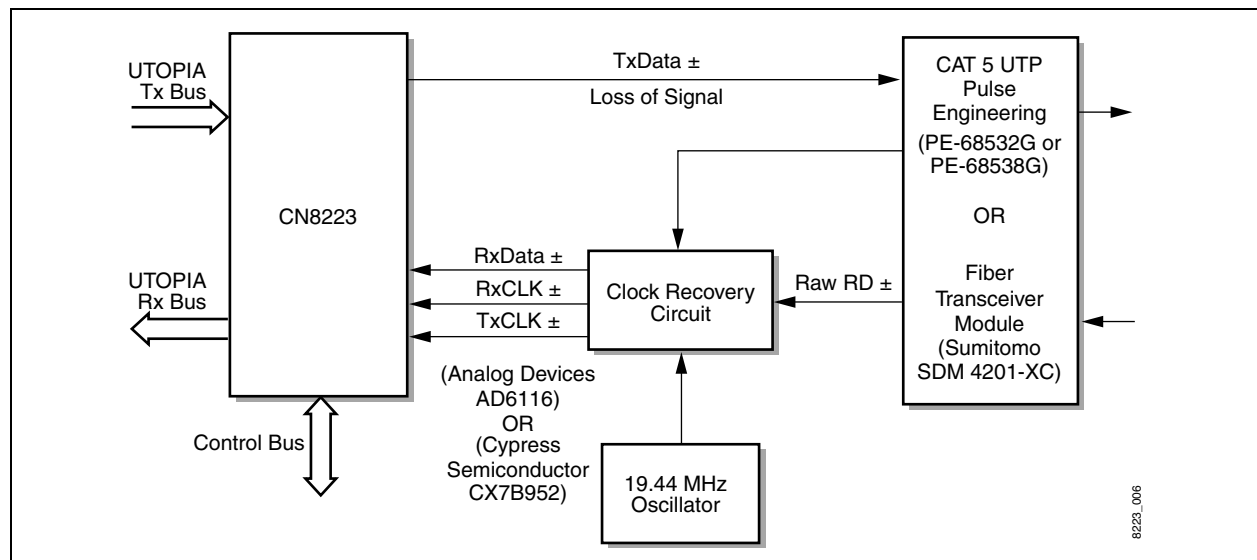 UTOPIA
Tx Bus
CN8223
UTOPIA
Rx Bus
Control Bus
TxData ±
Loss of Signal
RxData ±
RxCLK ±
TxCLK ±
Clock Recovery
Circuit
Raw RD ±
(Analog Devices
AD6116)
OR
(Cypress
Semiconductor
CX7B952)
19.44 MHz
Oscillator
CAT 5 UTP
Pulse
Engineering
(PE-68532G or
PE-68538G)
OR
Fiber
Transceiver
Module
(Sumitomo
SDM 4201-XC)
8223_006